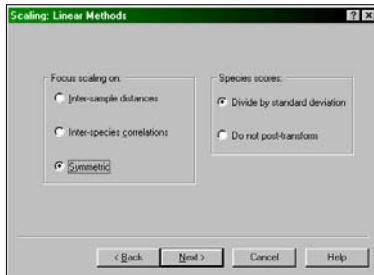 Scaling: Linear Methods
Focus scaling on:
Inter-sample distances
Inter-species correlations
Symmetric
Species scores:
Divide by standard deviation
Do not post-transform
< Back
Next >
Cancel
Help